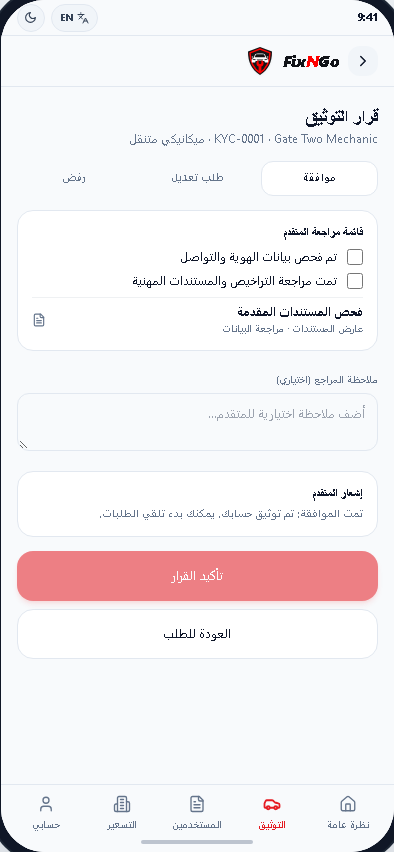 9:41
EN
FixNGo
قرار التوثيق
ميكانيكي متنقل · KYC-0001 · Gate Two Mechanic
موافقة
طلب تعديل
رفض
قائمة مراجعة المتقدم
تم فحص بيانات الهوية والتواصل
تمت مراجعة التراخيص والمستندات المهنية
فحص المستندات المقدمة
عارض المستندات · مراجعة البيانات
ملاحظة المراجع (اختياري)
أضف ملاحظة اختيارية للمتقدم...
إشعار المتقدم
تمت الموافقة: تم توثيق حسابك. يمكنك بدء تلقي الطلبات.
تأكيد القرار
العودة للطلب
نظرة عامة
التوثيق
المستخدمين
التسعير
حسابي